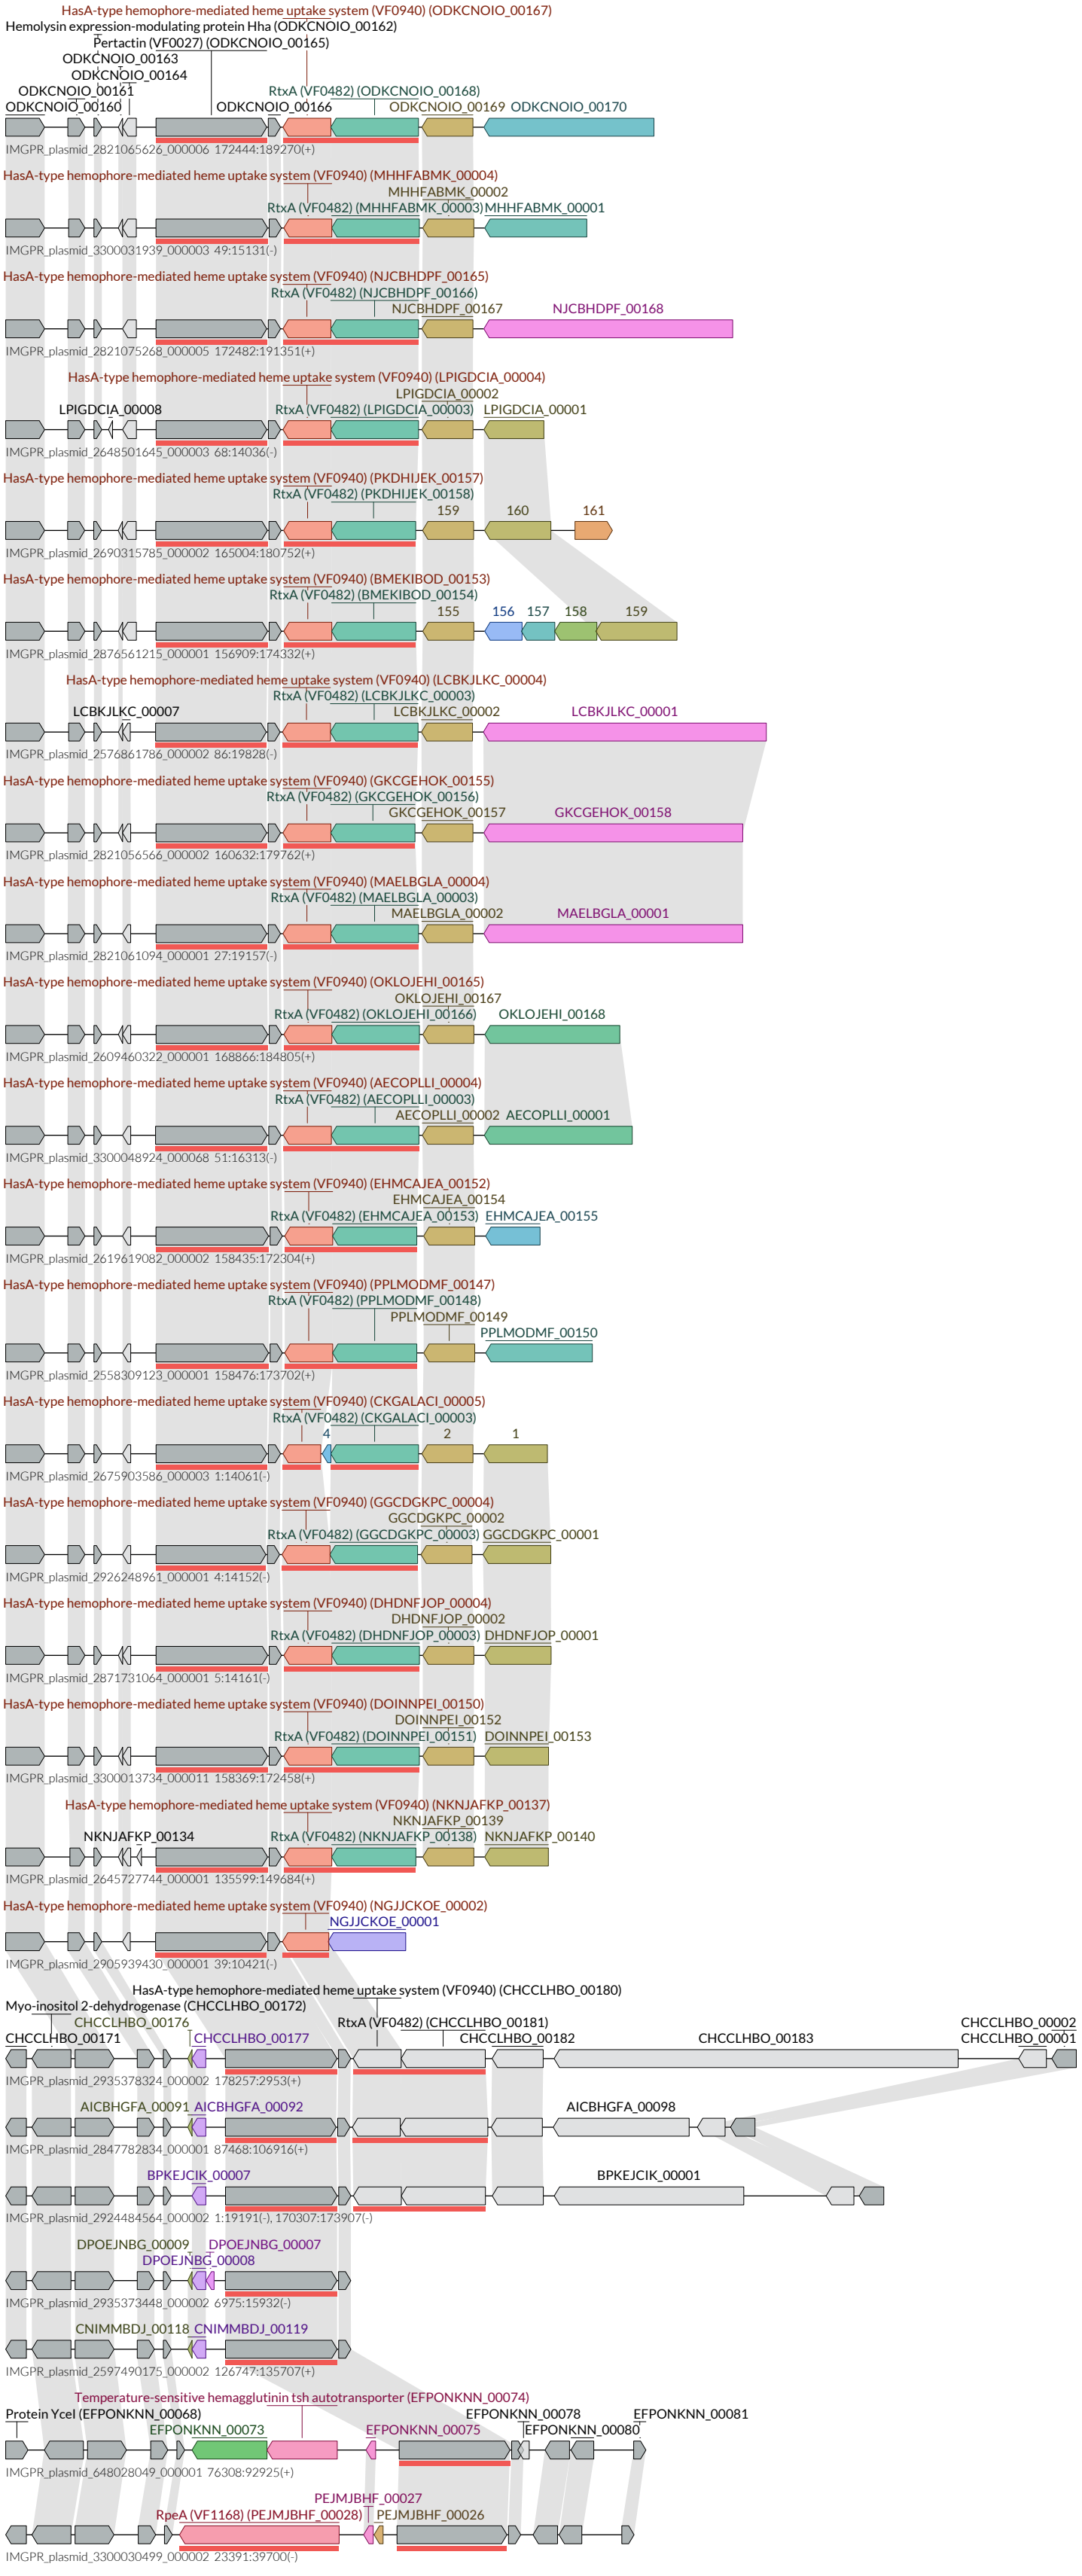 HasA-type hemophore-mediated heme uptake system (VF0940) (ODKCNOIO_00167)
Hemolysin expression-modulating protein Hha (ODKCNOIO_00162)
Pertactin (VF0027) (ODKCNOIO_00165)
ODKCNOIO_00163
ODKCNOIO_00164
ODKCNOIO_00161 RtxA (VF0482) (ODKCNOIO_00168)
ODKCNOIO_00160 ODKCNOIO_00166 ODKCNOIO_00169 ODKCNOIO_00170
IMGPR_plasmid_2821065626_000006 172444:189270(+)
HasA-type hemophore-mediated heme uptake system (VF0940) (MHHFABMK_00004)
MHHFABMK_00002
RtxA (VF0482) (MHHFABMK_00003) MHHFABMK_00001
IMGPR_plasmid_3300031939_000003 49:15131(-)
HasA-type hemophore-mediated heme uptake system (VF0940) (NJCBHDPF_00165)
RtxA (VF0482) (NJCBHDPF_00166)
NJCBHDPF_00167 NJCBHDPF_00168
IMGPR_plasmid_2821075268_000005 172482:191351(+)
HasA-type hemophore-mediated heme uptake system (VF0940) (LPIGDCIA_00004)
LPIGDCIA_00002
LPIGDCIA_00008 RtxA (VF0482) (LPIGDCIA_00003) LPIGDCIA_00001
IMGPR_plasmid_2648501645_000003 68:14036(-)
HasA-type hemophore-mediated heme uptake system (VF0940) (PKDHIJEK_00157)
RtxA (VF0482) (PKDHIJEK_00158)
159 160 161
IMGPR_plasmid_2690315785_000002 165004:180752(+)
HasA-type hemophore-mediated heme uptake system (VF0940) (BMEKIBOD_00153)
RtxA (VF0482) (BMEKIBOD_00154)
155 156 157 158 159
IMGPR_plasmid_2876561215_000001 156909:174332(+)
HasA-type hemophore-mediated heme uptake system (VF0940) (LCBKJLKC_00004)
RtxA (VF0482) (LCBKJLKC_00003)
LCBKJLKC_00007 LCBKJLKC_00002 LCBKJLKC_00001
IMGPR_plasmid_2576861786_000002 86:19828(-)
HasA-type hemophore-mediated heme uptake system (VF0940) (GKCGEHOK_00155)
RtxA (VF0482) (GKCGEHOK_00156)
GKCGEHOK_00157 GKCGEHOK_00158
IMGPR_plasmid_2821056566_000002 160632:179762(+)
HasA-type hemophore-mediated heme uptake system (VF0940) (MAELBGLA_00004)
RtxA (VF0482) (MAELBGLA_00003)
MAELBGLA_00002 MAELBGLA_00001
IMGPR_plasmid_2821061094_000001 27:19157(-)
HasA-type hemophore-mediated heme uptake system (VF0940) (OKLOJEHI_00165)
OKLOJEHI_00167
RtxA (VF0482) (OKLOJEHI_00166) OKLOJEHI_00168
IMGPR_plasmid_2609460322_000001 168866:184805(+)
HasA-type hemophore-mediated heme uptake system (VF0940) (AECOPLLI_00004)
RtxA (VF0482) (AECOPLLI_00003)
AECOPLLI_00002 AECOPLLI_00001
IMGPR_plasmid_3300048924_000068 51:16313(-)
HasA-type hemophore-mediated heme uptake system (VF0940) (EHMCAJEA_00152)
EHMCAJEA_00154
RtxA (VF0482) (EHMCAJEA_00153) EHMCAJEA_00155
IMGPR_plasmid_2619619082_000002 158435:172304(+)
HasA-type hemophore-mediated heme uptake system (VF0940) (PPLMODMF_00147)
RtxA (VF0482) (PPLMODMF_00148)
PPLMODMF_00149
PPLMODMF_00150
IMGPR_plasmid_2558309123_000001 158476:173702(+)
HasA-type hemophore-mediated heme uptake system (VF0940) (CKGALACI_00005)
RtxA (VF0482) (CKGALACI_00003)
4 2 1
IMGPR_plasmid_2675903586_000003 1:14061(-)
HasA-type hemophore-mediated heme uptake system (VF0940) (GGCDGKPC_00004)
GGCDGKPC_00002
RtxA (VF0482) (GGCDGKPC_00003) GGCDGKPC_00001
IMGPR_plasmid_2926248961_000001 4:14152(-)
HasA-type hemophore-mediated heme uptake system (VF0940) (DHDNFJOP_00004)
DHDNFJOP_00002
RtxA (VF0482) (DHDNFJOP_00003) DHDNFJOP_00001
IMGPR_plasmid_2871731064_000001 5:14161(-)
HasA-type hemophore-mediated heme uptake system (VF0940) (DOINNPEI_00150)
DOINNPEI_00152
RtxA (VF0482) (DOINNPEI_00151) DOINNPEI_00153
IMGPR_plasmid_3300013734_000011 158369:172458(+)
HasA-type hemophore-mediated heme uptake system (VF0940) (NKNJAFKP_00137)
NKNJAFKP_00139
NKNJAFKP_00134 RtxA (VF0482) (NKNJAFKP_00138) NKNJAFKP_00140
IMGPR_plasmid_2645727744_000001 135599:149684(+)
HasA-type hemophore-mediated heme uptake system (VF0940) (NGJJCKOE_00002)
NGJJCKOE_00001
IMGPR_plasmid_2905939430_000001 39:10421(-)
HasA-type hemophore-mediated heme uptake system (VF0940) (CHCCLHBO_00180)
Myo-inositol 2-dehydrogenase (CHCCLHBO_00172)
CHCCLHBO_00176 RtxA (VF0482) (CHCCLHBO_00181) CHCCLHBO_00002
CHCCLHBO_00171 CHCCLHBO_00177 CHCCLHBO_00182 CHCCLHBO_00183 CHCCLHBO_00001
IMGPR_plasmid_2935378324_000002 178257:2953(+)
AICBHGFA_00091 AICBHGFA_00092 AICBHGFA_00098
IMGPR_plasmid_2847782834_000001 87468:106916(+)
BPKEJCIK_00007 BPKEJCIK_00001
IMGPR_plasmid_2924484564_000002 1:19191(-), 170307:173907(-)
DPOEJNBG_00009 DPOEJNBG_00007
DPOEJNBG_00008
IMGPR_plasmid_2935373448_000002 6975:15932(-)
CNIMMBDJ_00118 CNIMMBDJ_00119
IMGPR_plasmid_2597490175_000002 126747:135707(+)
Temperature-sensitive hemagglutinin tsh autotransporter (EFPONKNN_00074)
Protein YceI (EFPONKNN_00068) EFPONKNN_00078 EFPONKNN_00081
EFPONKNN_00073 EFPONKNN_00075 EFPONKNN_00080
IMGPR_plasmid_648028049_000001 76308:92925(+)
PEJMJBHF_00027
RpeA (VF1168) (PEJMJBHF_00028) PEJMJBHF_00026
IMGPR_plasmid_3300030499_000002 23391:39700(-)